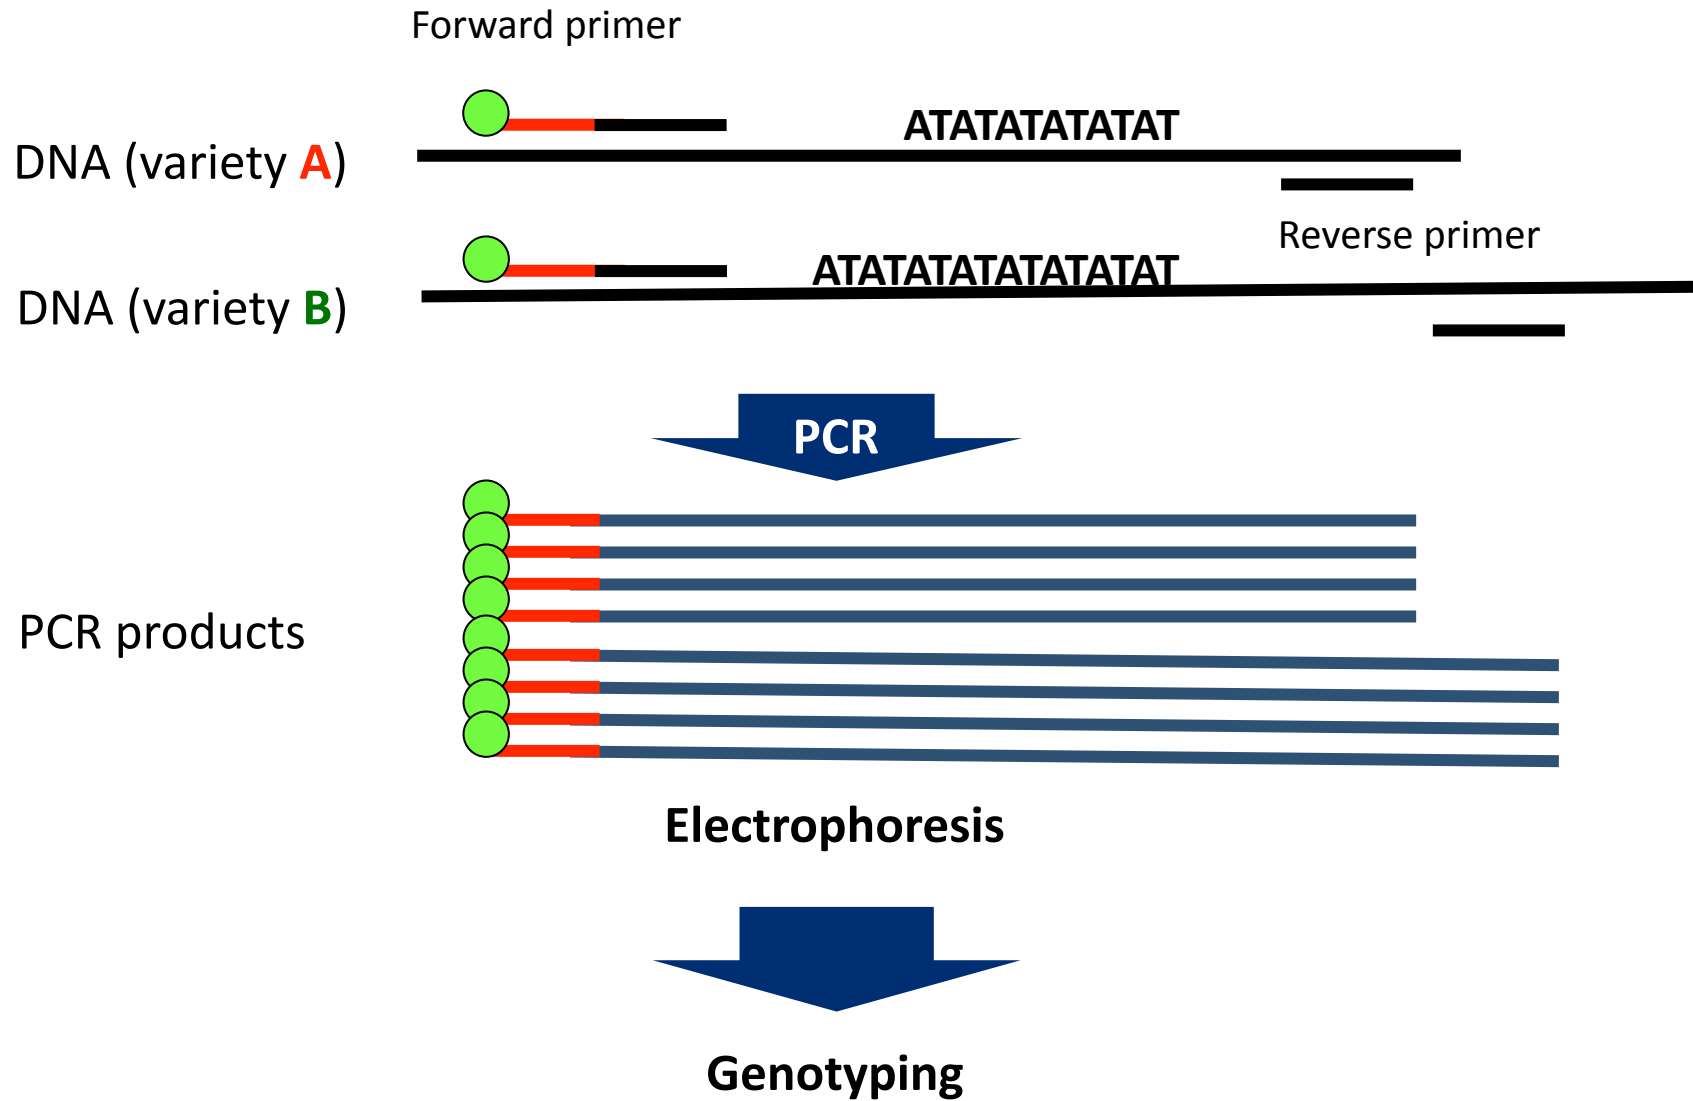 Forward primer
ATATATATATAT
DNA (variety A)
Reverse primer
ATATATATATATATAT
DNA (variety B)
PCR
PCR products
Electrophoresis
Genotyping